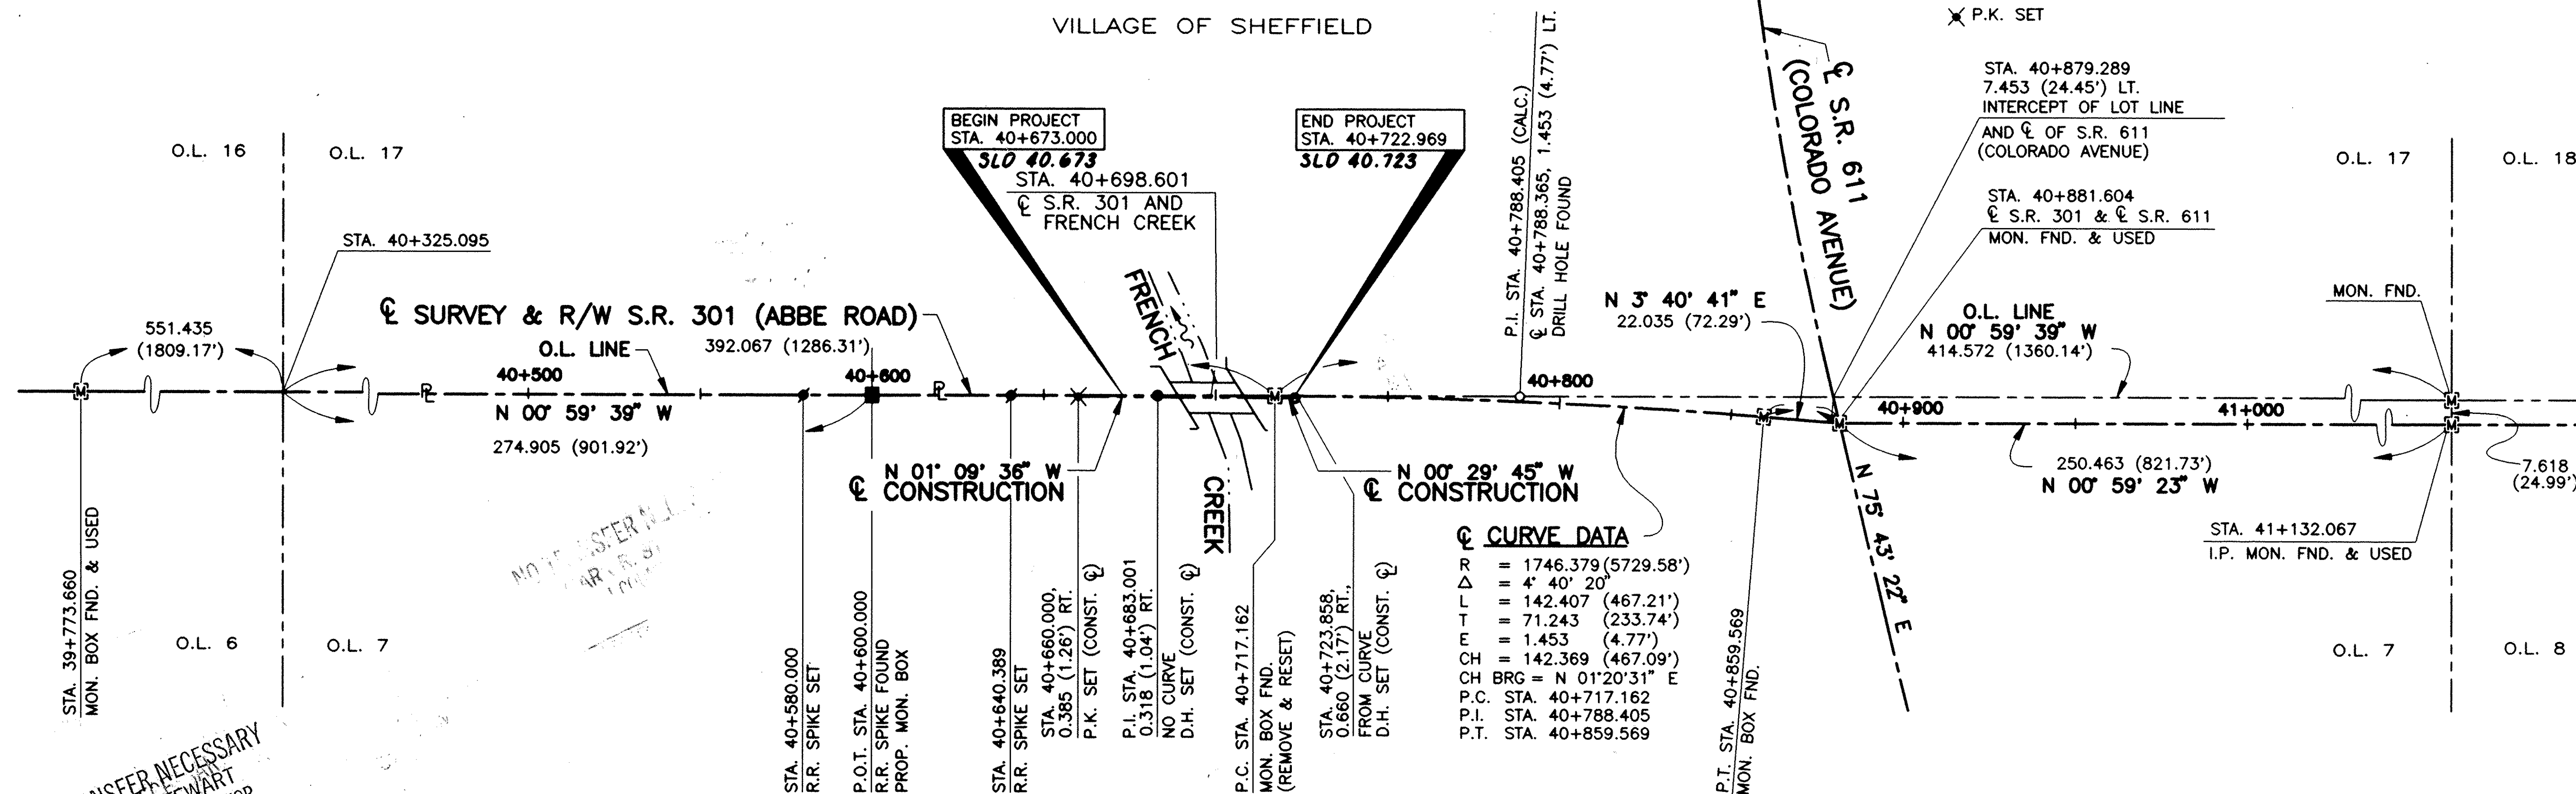 VILLAGE OF SHEFFIELD
P.K. SET
O.L. 16
O.L. 17
STA. 40+325.095
551.435
(1809.17')
℄ SURVEY & R/W S.R. 301 (ABBE ROAD)
O.L. LINE
392.067 (1286.31')
40+500
40+600
N 00° 59' 39" W
274.905 (901.92')
BEGIN PROJECT
STA. 40+673.000
SLD 40.673
STA. 40+698.601
℄ S.R. 301 AND
FRENCH CREEK
END PROJECT
STA. 40+722.969
SLD 40.723
FRENCH
CREEK
N 01° 09' 36" W
℄ CONSTRUCTION
N 00° 29' 45" W
℄ CONSTRUCTION
P.I. STA. 40+788.405 (CALC.)
℄ STA. 40+788.365, 1.453 (4.77') LT.
DRILL HOLE FOUND
40+800
N 3° 40' 41" E
22.035 (72.29')
℄ S.R. 611
(COLORADO AVENUE)
STA. 40+879.289
7.453 (24.45') LT.
INTERCEPT OF LOT LINE
AND ℄ OF S.R. 611
(COLORADO AVENUE)
STA. 40+881.604
℄ S.R. 301 & ℄ S.R. 611
MON. FND. & USED
O.L. LINE
N 00° 59' 39" W
414.572 (1360.14')
40+900
41+000
O.L. 17
O.L. 18
MON. FND.
250.463 (821.73')
N 00° 59' 23" W
7.618
(24.99')
STA. 41+132.067
I.P. MON. FND. & USED
N 75° 43' 22" E
℄ CURVE DATA
R = 1746.379 (5729.58')
Δ = 4° 40' 20"
L = 142.407 (467.21')
T = 71.243 (233.74')
E = 1.453 (4.77')
CH = 142.369 (467.09')
CH BRG = N 01°20'31" E
P.C. STA. 40+717.162
P.I. STA. 40+788.405
P.T. STA. 40+859.569
STA. 39+773.660
MON. BOX FND. & USED
O.L. 6
O.L. 7
STA. 40+580.000
R.R. SPIKE SET
P.O.T. STA. 40+600.000
R.R. SPIKE FOUND
PROP. MON. BOX
STA. 40+640.389
R.R. SPIKE SET
STA. 40+660.000,
0.385 (1.26') RT.
P.K. SET (CONST. ℄)
P.I. STA. 40+683.001
0.318 (1.04') RT.
NO CURVE
D.H. SET (CONST. ℄)
P.C. STA. 40+717.162
MON. BOX FND.
(REMOVE & RESET)
STA. 40+723.858,
0.660 (2.17') RT.,
FROM CURVE
D.H. SET (CONST. ℄)
P.T. STA. 40+859.569
MON. BOX FND.
O.L. 7
O.L. 8
NECESSARY